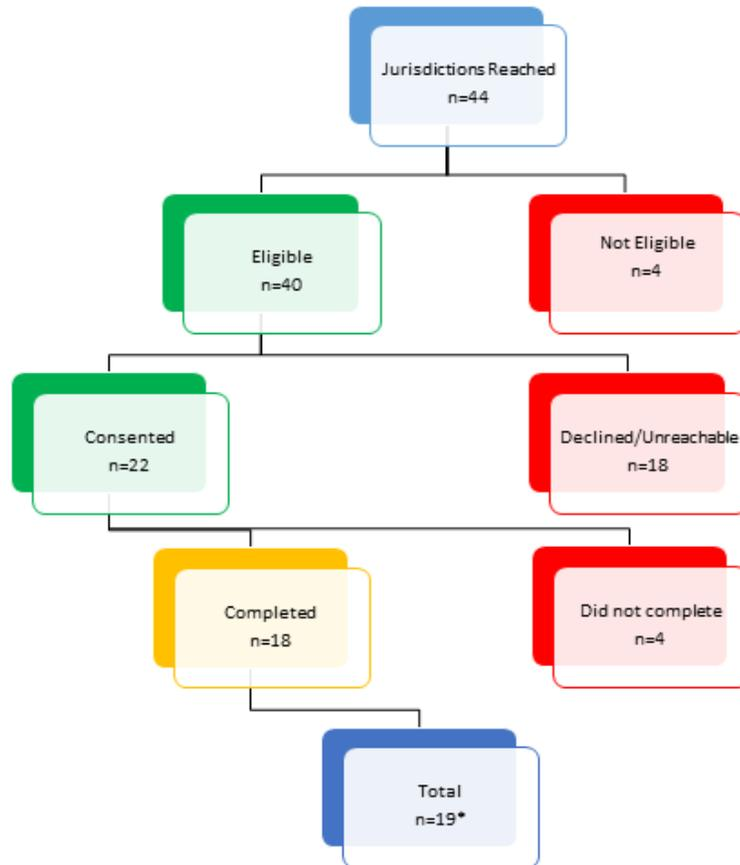 Jurisdictions Reached
n=44
Eligible
n=40
Not Eligible
n=4
Consented
n=22
Declined/Unreachable
n=18
Completed
n=18
Did not complete
n=4
Total
n=19*